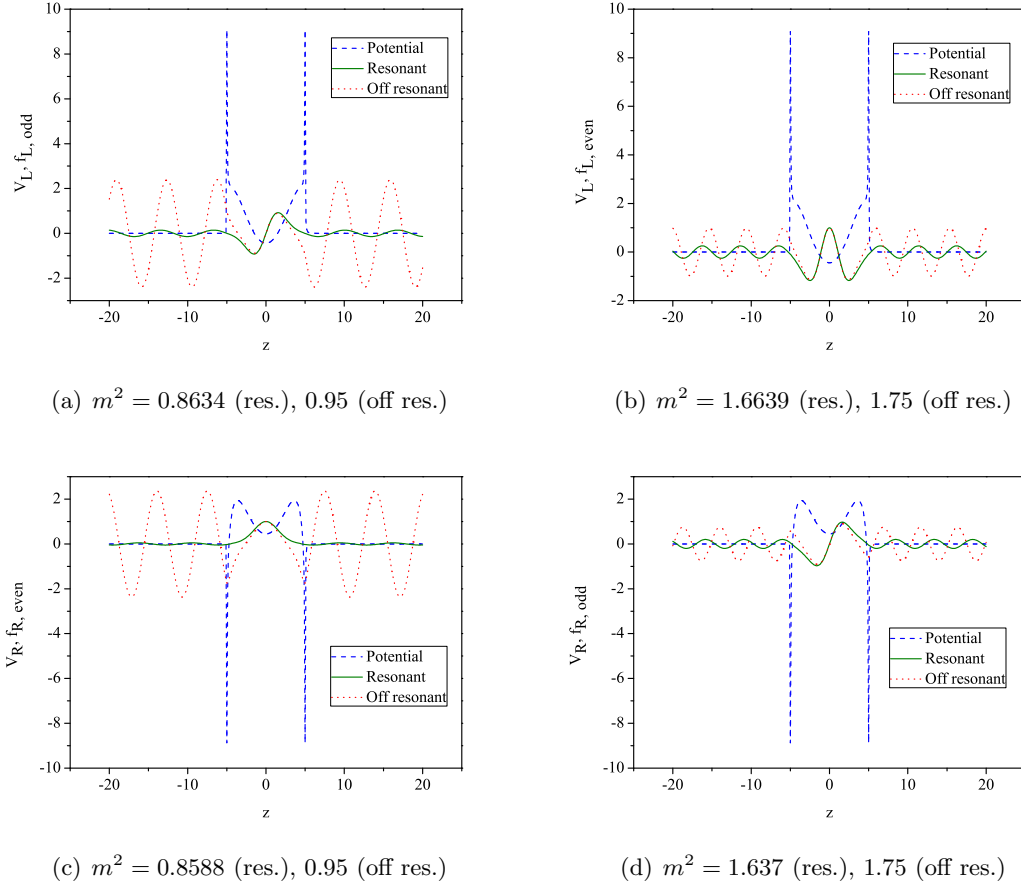 10
8
6
4
2
0
-2
V_L, f_L, odd
-20
-10
0
10
20
z
Potential
Resonant
Off resonant
(a) m² = 0.8634 (res.), 0.95 (off res.)
10
8
6
4
2
0
-2
V_L, f_L, even
-20
-10
0
10
20
z
Potential
Resonant
Off resonant
(b) m² = 1.6639 (res.), 1.75 (off res.)
2
0
-2
-4
-6
-8
-10
V_R, f_R, even
-20
-10
0
10
20
z
Potential
Resonant
Off resonant
(c) m² = 0.8588 (res.), 0.95 (off res.)
2
0
-2
-4
-6
-8
-10
V_R, f_R, odd
-20
-10
0
10
20
z
Potential
Resonant
Off resonant
(d) m² = 1.637 (res.), 1.75 (off res.)